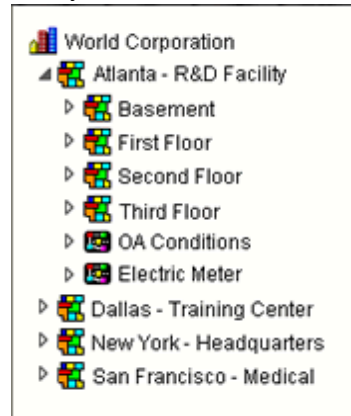 World Corporation
Atlanta - R&D Facility
Basement
First Floor
Second Floor
Third Floor
OA Conditions
Electric Meter
Dallas - Training Center
New York - Headquarters
San Francisco - Medical